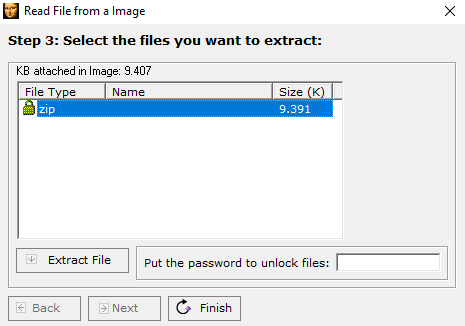 Read File from a Image
Step 3: Select the files you want to extract:
KB attached in Image: 9.407
File Type Name Size (K)
zip 9.391
Extract File Put the password to unlock files:
Back Next Finish